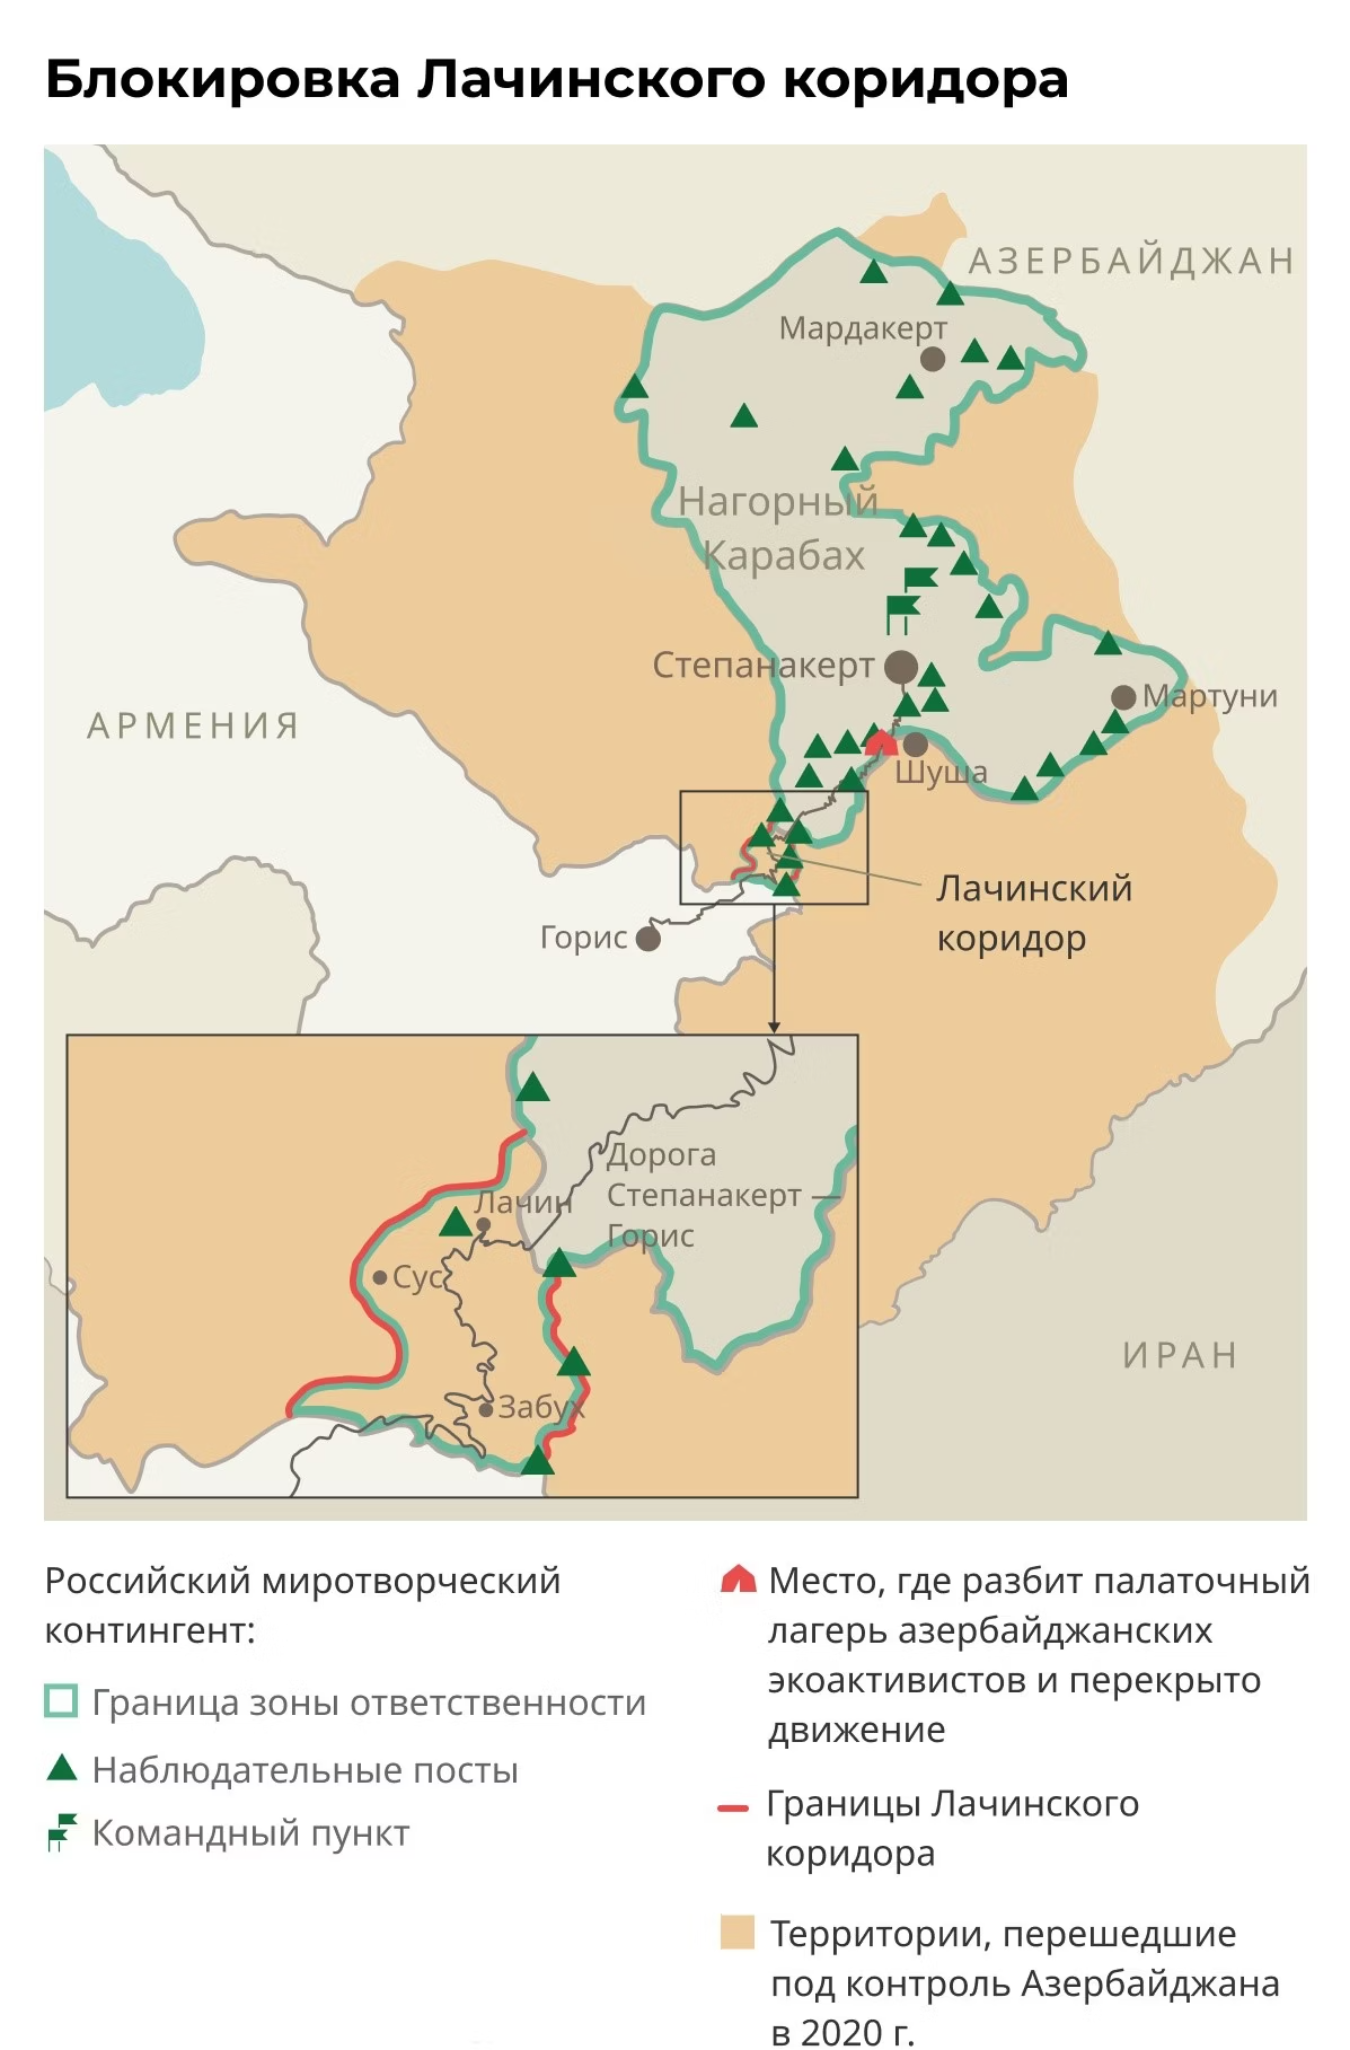 Блокировка Лачинского коридора
АЗЕРБАЙДЖАН
Мардакерт
Нагорный
Карабах
Степанакерт
Мартуни
АРМЕНИЯ
Шуша
Лачинский
коридор
Горис
Дорога
Степанакерт —
Горис
Лачин
Сус
Забух
ИРАН
Российский миротворческий
контингент:
Граница зоны ответственности
Наблюдательные посты
Командный пункт
Место, где разбит палаточный
лагерь азербайджанских
экоактивистов и перекрыто
движение
Границы Лачинского
коридора
Территории, перешедшие
под контроль Азербайджана
в 2020 г.